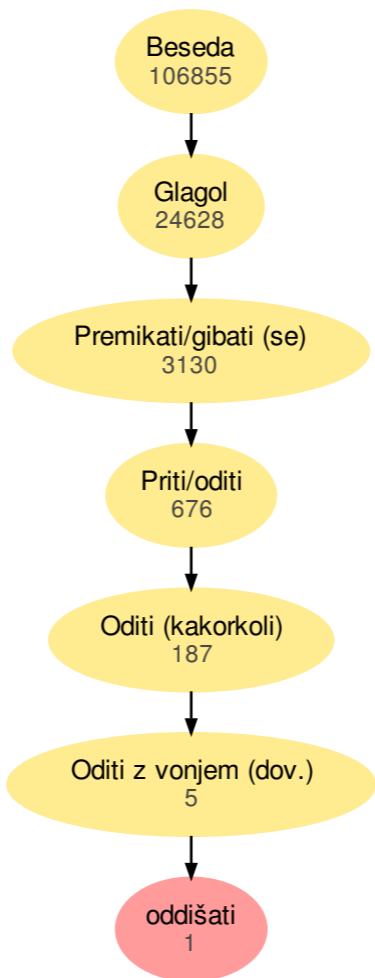 Beseda
106855
Glagol
24628
Premikati/gibati (se)
3130
Priti/oditi
676
Oditi (kakorkoli)
187
Oditi z vonjem (dov.)
5
oddišati
1